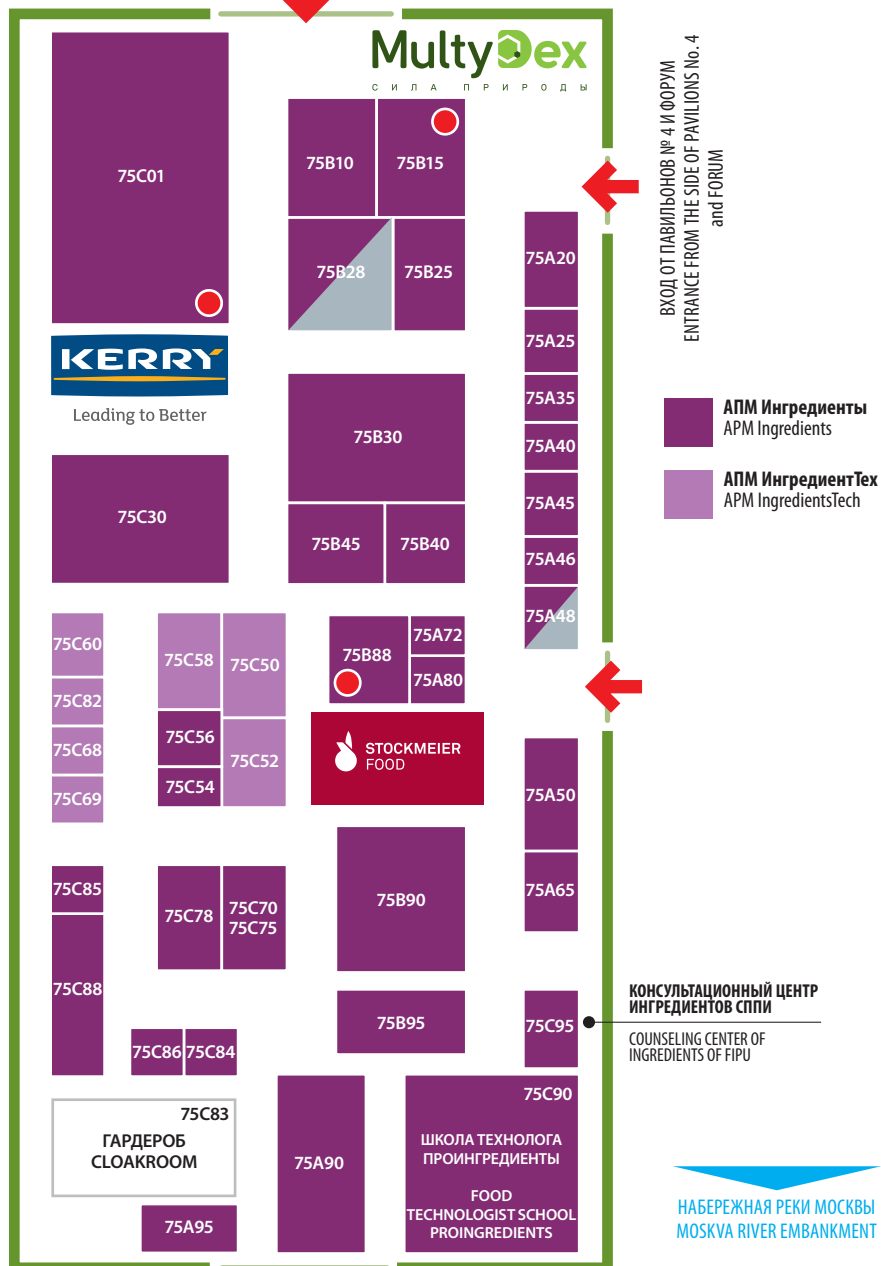 MultyDex
СИЛА ПРИРОДЫ
75C01
75B10
75B15
75B28
75B25
75A20
75A25
75A35
75A40
75A45
75A46
75A48
ВХОД ОТ ПАВИЛЬОНОВ № 4 И ФОРУМ
ENTRANCE FROM THE SIDE OF PAVILIONS No. 4
and FORUM
KERRY
Leading to Better
75B30
75B45
75B40
75C30
АПМ Ингредиенты
APM Ingredients
АПМ ИнгредиентТех
APM IngredientsTech
75C60
75C82
75C68
75C69
75C58
75C50
75C56
75C54
75C52
75B88
75A72
75A80
STOCKMEIER
FOOD
75A50
75A65
75C85
75C88
75C78
75C70
75C75
75B90
75B95
75C95
КОНСУЛЬТАЦИОННЫЙ ЦЕНТР
ИНГРЕДИЕНТОВ СППИ
COUNSELING CENTER OF
INGREDIENTS OF FIPU
75C86
75C84
75C83
ГАРДЕРОБ
CLOAKROOM
75A95
75A90
75C90
ШКОЛА ТЕХНОЛОГА
ПРОИНГРЕДИЕНТЫ
FOOD
TECHNOLOGIST SCHOOL
PROINGREDIENTS
НАБЕРЕЖНАЯ РЕКИ МОСКВЫ
MOSKVA RIVER EMBANKMENT